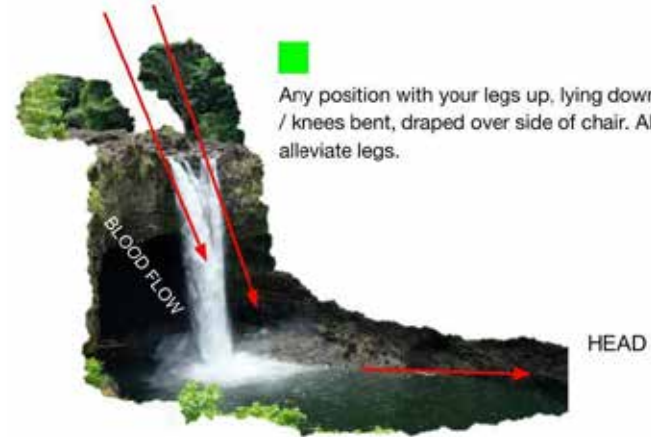 Any position with your legs up, lying down
/ knees bent, draped over side of chair. Al
alleviate legs.
BLOOD FLOW
HEAD